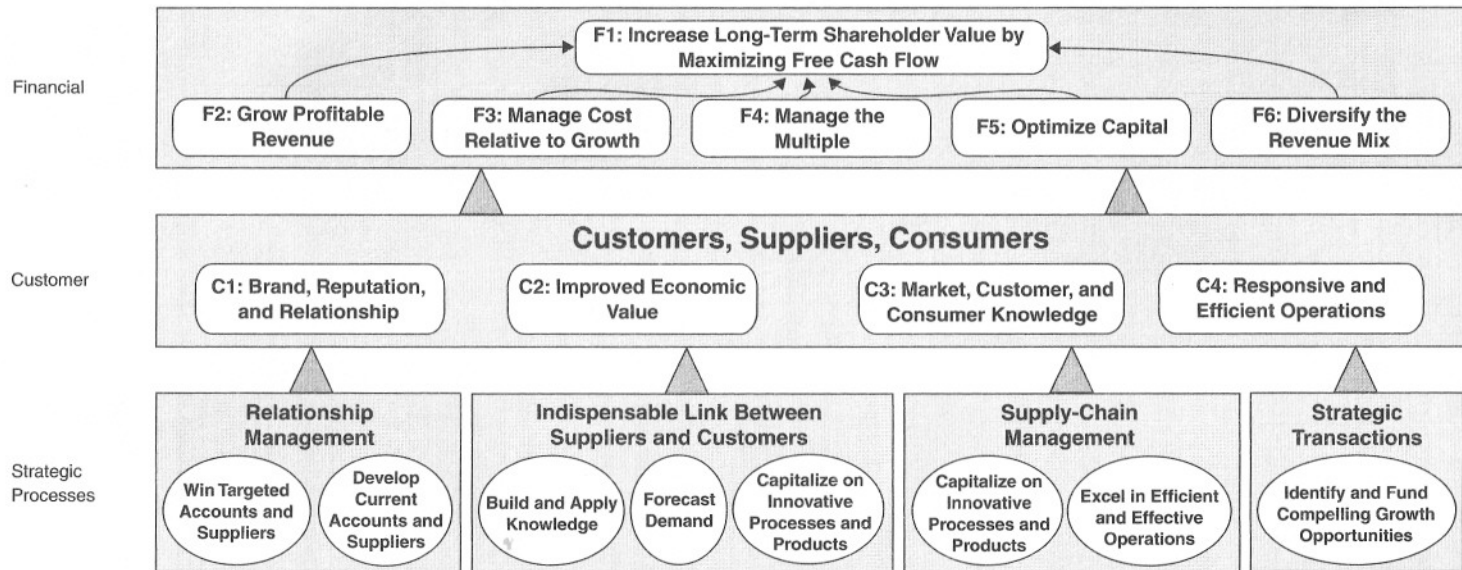 Financial
F1: Increase Long-Term Shareholder Value by
Maximizing Free Cash Flow
F2: Grow Profitable
Revenue
F3: Manage Cost
Relative to Growth
F4: Manage the
Multiple
F5: Optimize Capital
F6: Diversify the
Revenue Mix
Customer
Customers, Suppliers, Consumers
C1: Brand, Reputation,
and Relationship
C2: Improved Economic
Value
C3: Market, Customer, and
Consumer Knowledge
C4: Responsive and
Efficient Operations
Strategic
Processes
Relationship
Management
Win Targeted
Accounts and
Suppliers
Develop
Current
Accounts and
Suppliers
Indispensable Link Between
Suppliers and Customers
Build and Apply
Knowledge
Forecast
Demand
Capitalize on
Innovative
Processes and
Products
Supply-Chain
Management
Capitalize on
Innovative
Processes and
Products
Excel in Efficient
and Effective
Operations
Strategic
Transactions
Identify and Fund
Compelling Growth
Opportunities